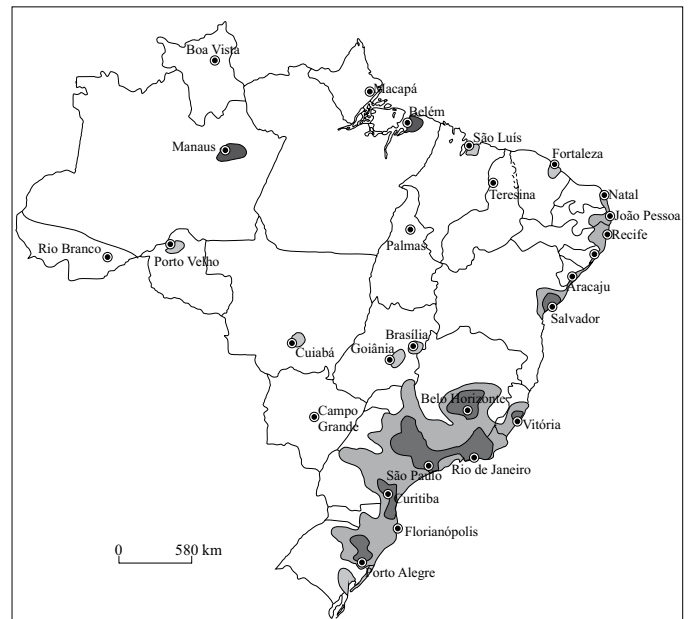 Boa Vista
Macapá
Belém
Manaus
São Luís
Fortaleza
Teresina
Natal
João Pessoa
Recife
Palmas
Rio Branco
Porto Velho
Aracaju
Salvador
Brasília
Goiânia
Cuiabá
Belo Horizonte
Campo
Grande
Vitória
São Paulo
Rio de Janeiro
Curitiba
Florianópolis
0 580 km
Porto Alegre